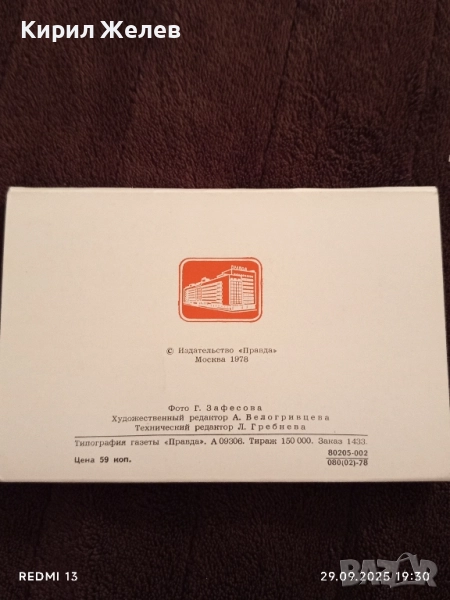 Кирил Желев
© Издательство «Правда»
Москва 1978
Фото Г. Зафесова
Художественный редактор А. Белогривцева
Технический редактор Л. Гребнева
Типография газеты «Правда». А 09306. Тираж 150 000. Заказ 1433.
Цена 59 коп.
80205-002
080(02)-78
BAZAR
REDMI 13
29.09.2025 19:30